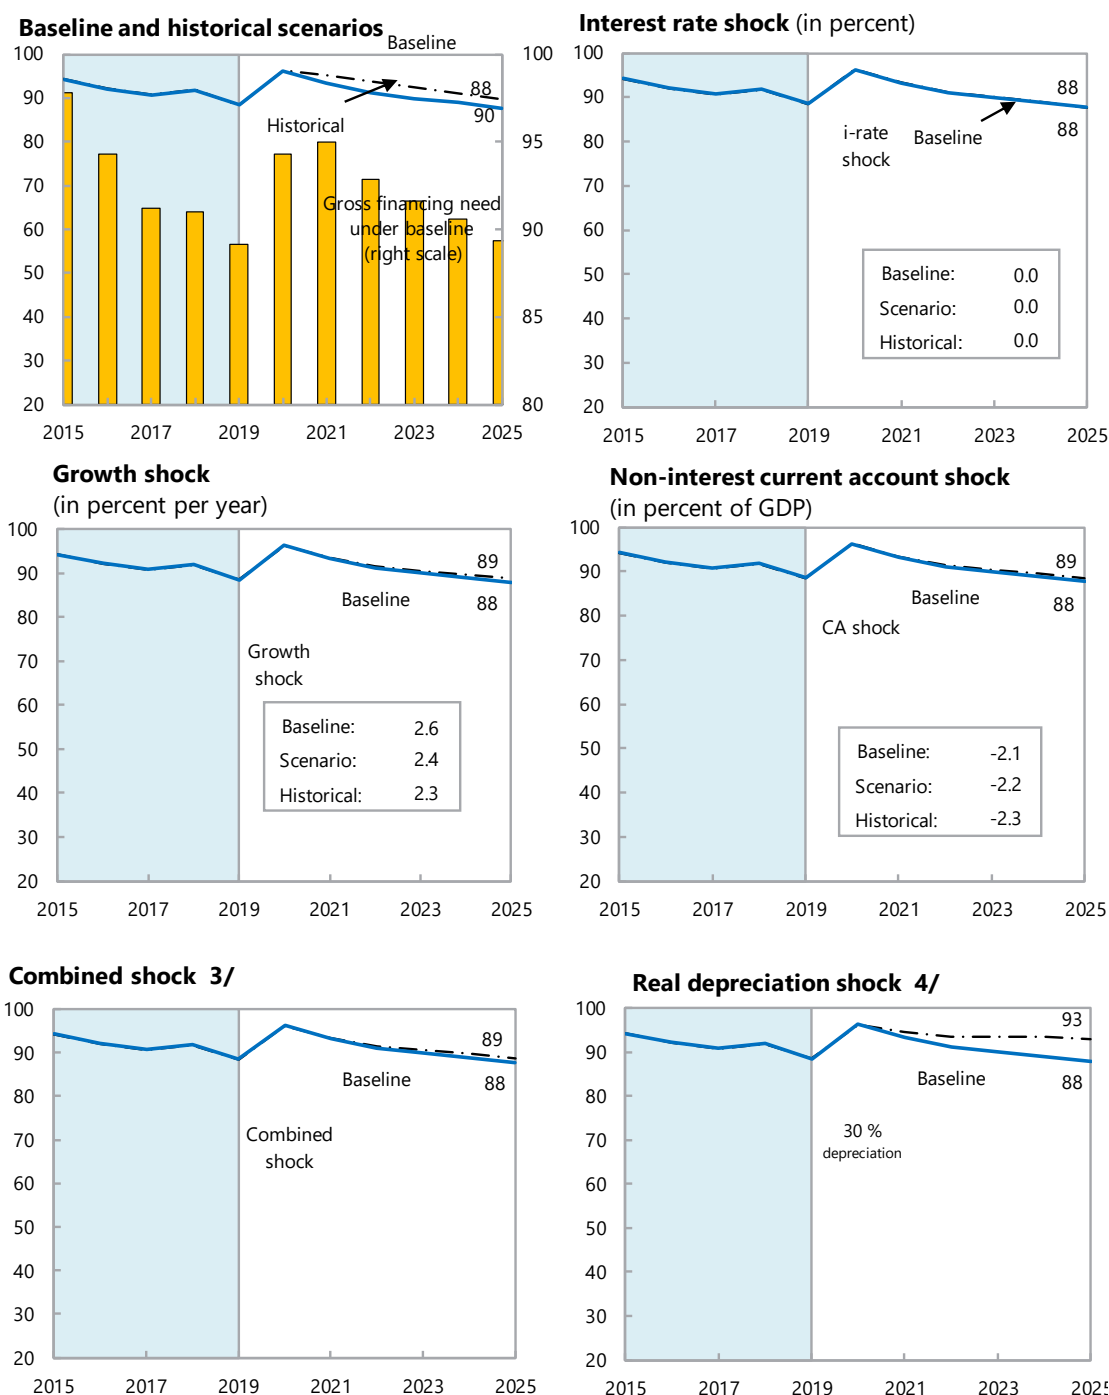 Baseline and historical scenarios
Baseline
100
90
80
70
60
50
40
30
20
100
95
90
85
80
88
90
Historical
Gross financing need
under baseline
(right scale)
2015 2017 2019 2021 2023 2025
Interest rate shock (in percent)
100
90
80
70
60
50
40
30
20
88
88
i-rate
shock
Baseline
Baseline: 0.0
Scenario: 0.0
Historical: 0.0
2015 2017 2019 2021 2023 2025
Growth shock
(in percent per year)
100
90
80
70
60
50
40
30
20
89
88
Baseline
Growth
shock
Baseline: 2.6
Scenario: 2.4
Historical: 2.3
2015 2017 2019 2021 2023 2025
Non-interest current account shock
(in percent of GDP)
100
90
80
70
60
50
40
30
20
89
88
Baseline
CA shock
Baseline: -2.1
Scenario: -2.2
Historical: -2.3
2015 2017 2019 2021 2023 2025
Combined shock 3/
100
90
80
70
60
50
40
30
20
89
88
Baseline
Combined
shock
2015 2017 2019 2021 2023 2025
Real depreciation shock 4/
100
90
80
70
60
50
40
30
20
93
88
Baseline
30 %
depreciation
2015 2017 2019 2021 2023 2025